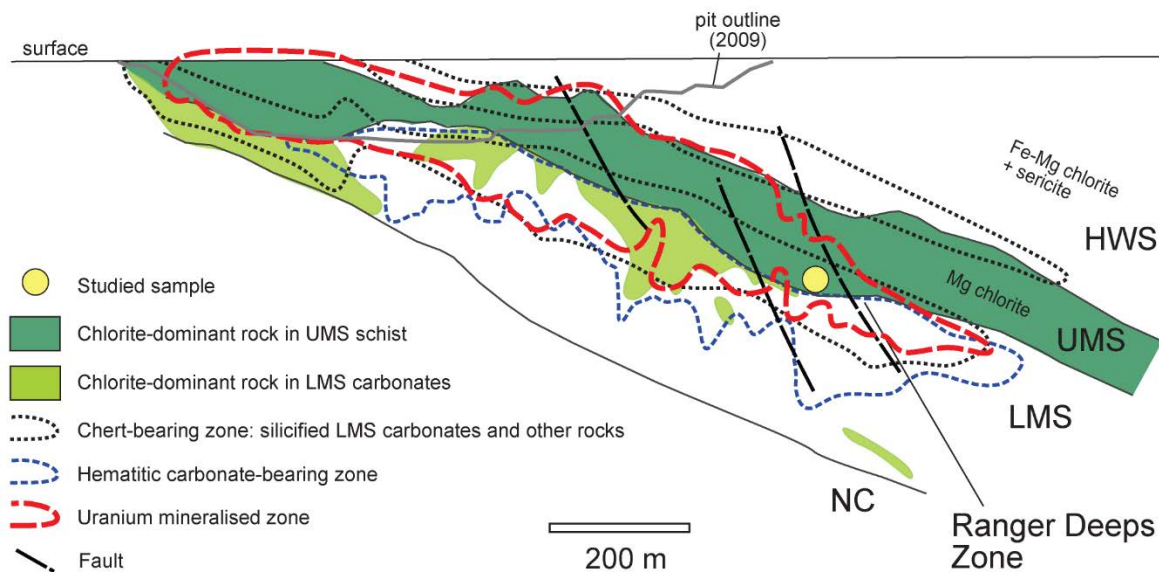 pit outline
(2009)
surface
Fe-Mg chlorite
+ sericite
HWS
Mg chlorite
UMS
LMS
NC
Ranger Deeps
Zone
Studied sample
Chlorite-dominant rock in UMS schist
Chlorite-dominant rock in LMS carbonates
Chert-bearing zone: silicified LMS carbonates and other rocks
Hematitic carbonate-bearing zone
Uranium mineralised zone
Fault
200 m